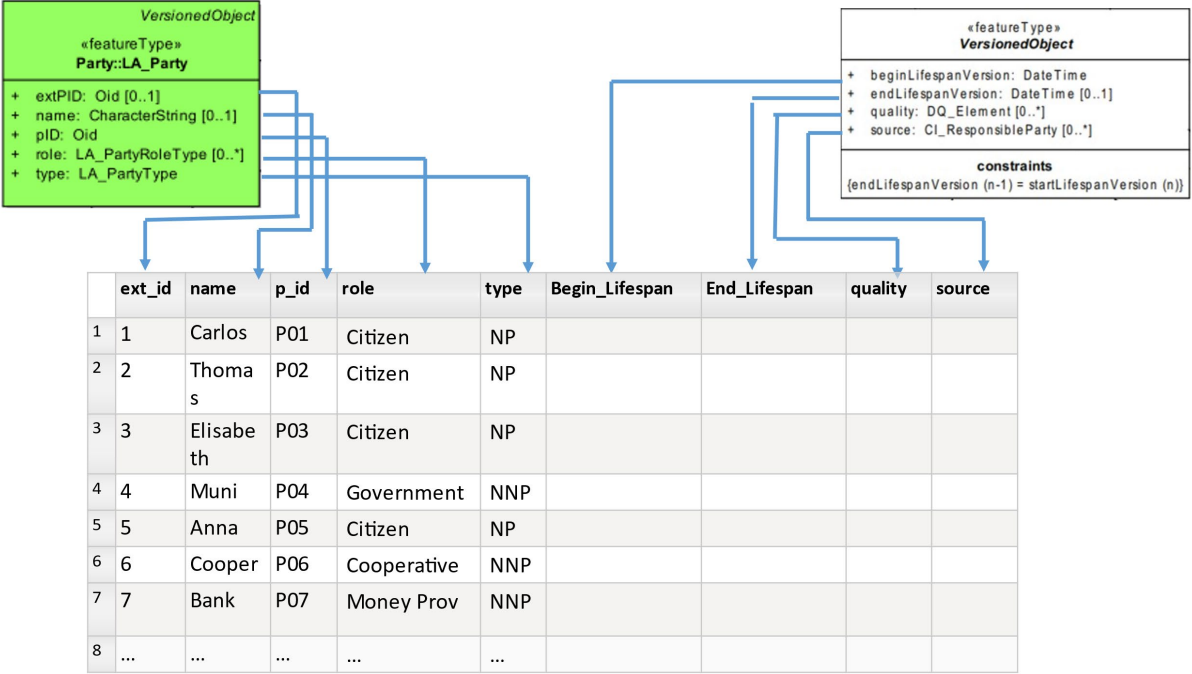 VersionedObject
«featureType»
Party::LA_Party
+ extPID: Oid [0..1]
+ name: CharacterString [0..1]
+ pID: Oid
+ role: LA_PartyRoleType [0..*]
+ type: LA_PartyType
«featureType»
VersionedObject
+ beginLifespanVersion: DateTime
+ endLifespanVersion: DateTime [0..1]
+ quality: DQ_Element [0..*]
+ source: CI_ResponsibleParty [0..*]
constraints
{endLifespanVersion (n-1) = startLifespanVersion (n)}
ext_id name p_id role type Begin_Lifespan End_Lifespan quality source
1 1 Carlos P01 Citizen NP
2 2 Thoma P02 Citizen NP
s
3 3 Elisabe P03 Citizen NP
th
4 4 Muni P04 Government NNP
5 5 Anna P05 Citizen NP
6 6 Cooper P06 Cooperative NNP
7 7 Bank P07 Money Prov NNP
8 ... ... ... ... ...